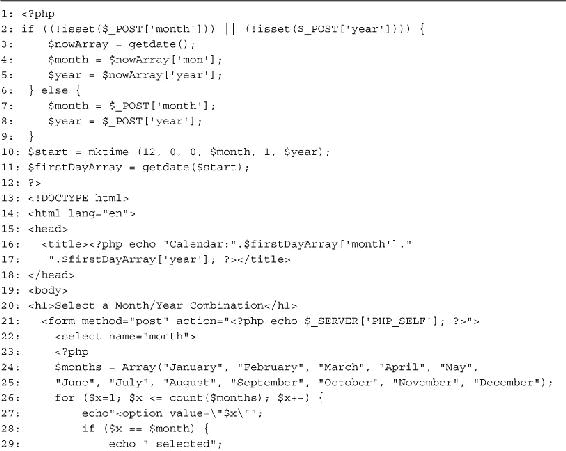 1: <?php
2: if ((!isset($_POST['month'])) || (!isset($_POST['year']))) {
3:     $nowArray = getdate();
4:     $month = $nowArray['mon'];
5:     $year = $nowArray['year'];
6:  } else {
7:     $month = $_POST['month'];
8:     $year = $_POST['year'];
9:  }
10: $start = mktime (12, 0, 0, $month, 1, $year);
11: $firstDayArray = getdate($start);
12: ?>
13: <!DOCTYPE html>
14: <html lang="en">
15: <head>
16:   <title><?php echo "Calendar:".$firstDayArray['month']."
17:    ".$firstDayArray['year']; ?></title>
18: </head>
19: <body>
20: <h1>Select a Month/Year Combination</h1>
21:   <form method="post" action="<?php echo $_SERVER['PHP_SELF']; ?>">
22:     <select name="month">
23:     <?php
24:     $months = Array("January", "February", "March", "April", "May",
25:     "June", "July", "August", "September", "October", "November", "December");
26:     for ($x=1; $x <= count($months); $x++) {
27:         echo"<option value=\"$x\"";
28:         if ($x == $month) {
29:             echo " selected";